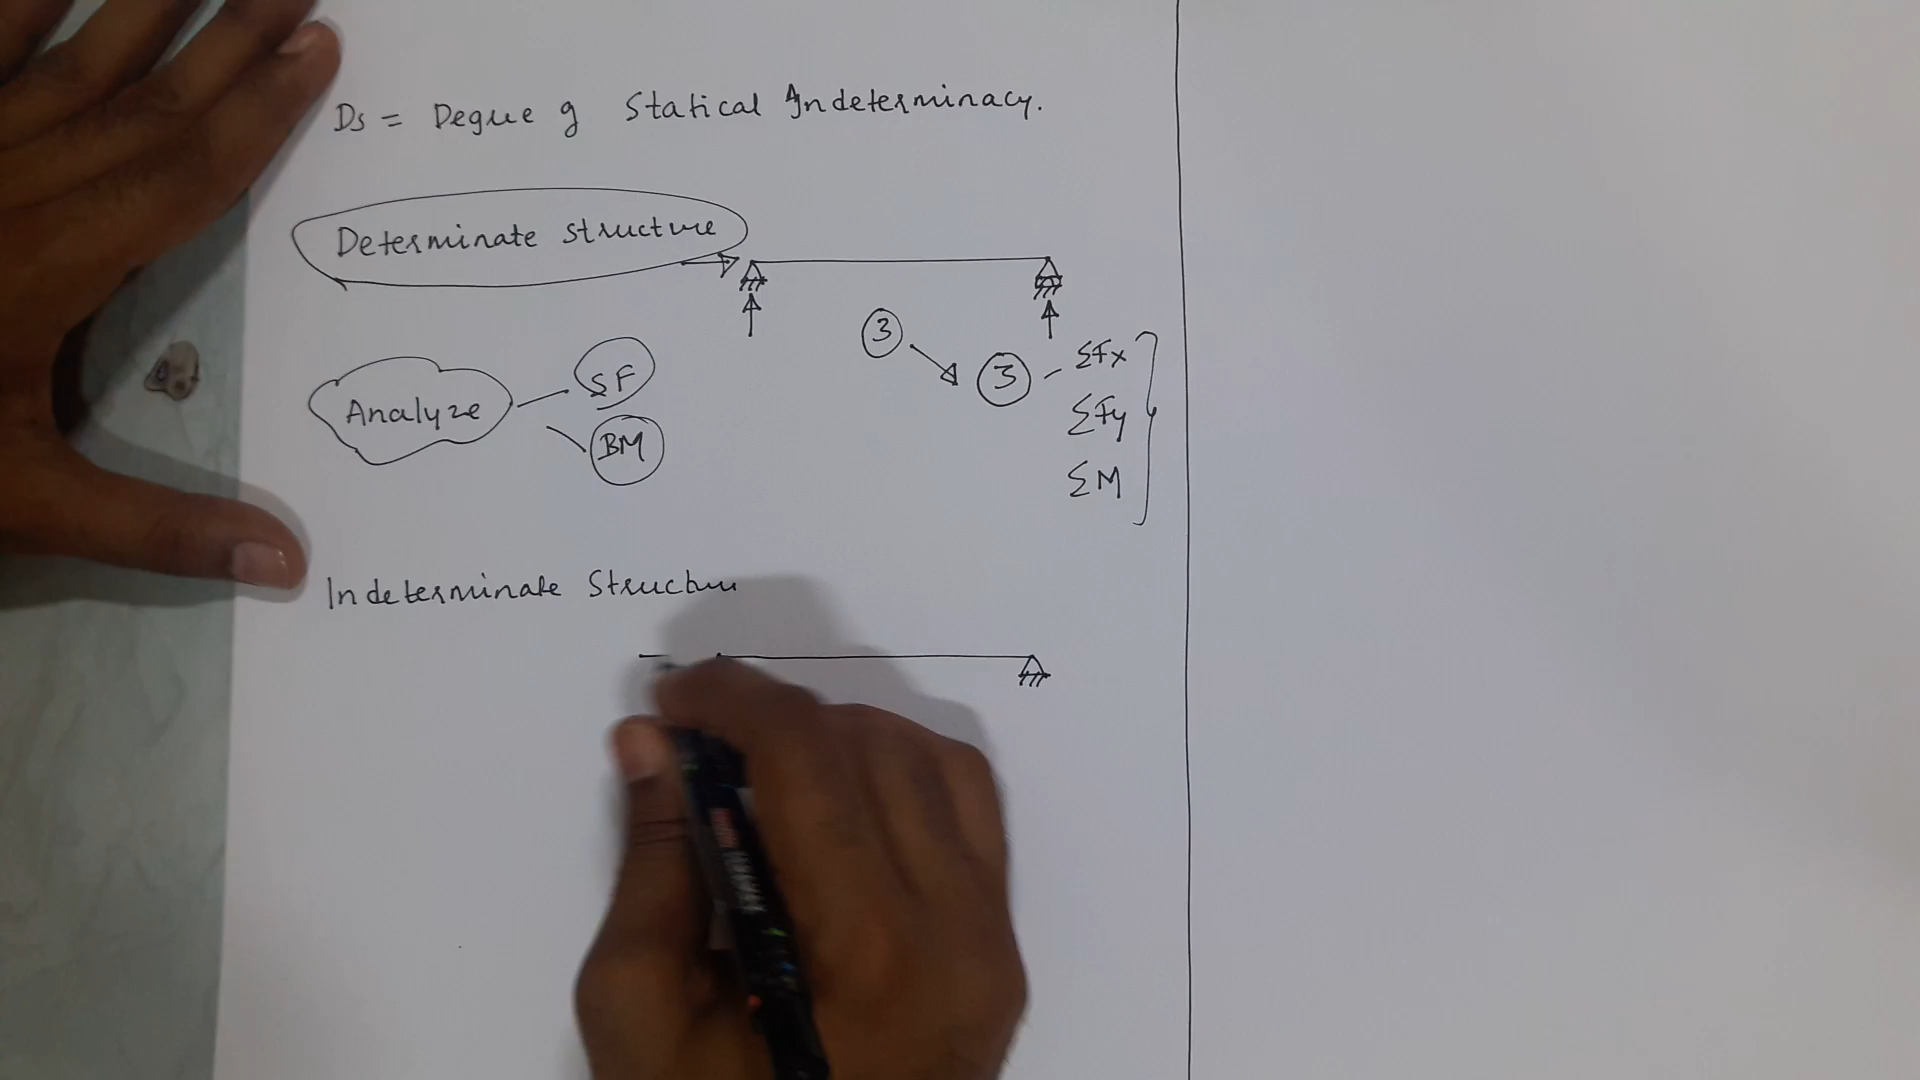 Ds = Degree of Statical Indeterminacy.
Determinate structure
3
3
ΣFx
ΣFy
ΣM
Analyze
SF
BM
Indeterminate Structure